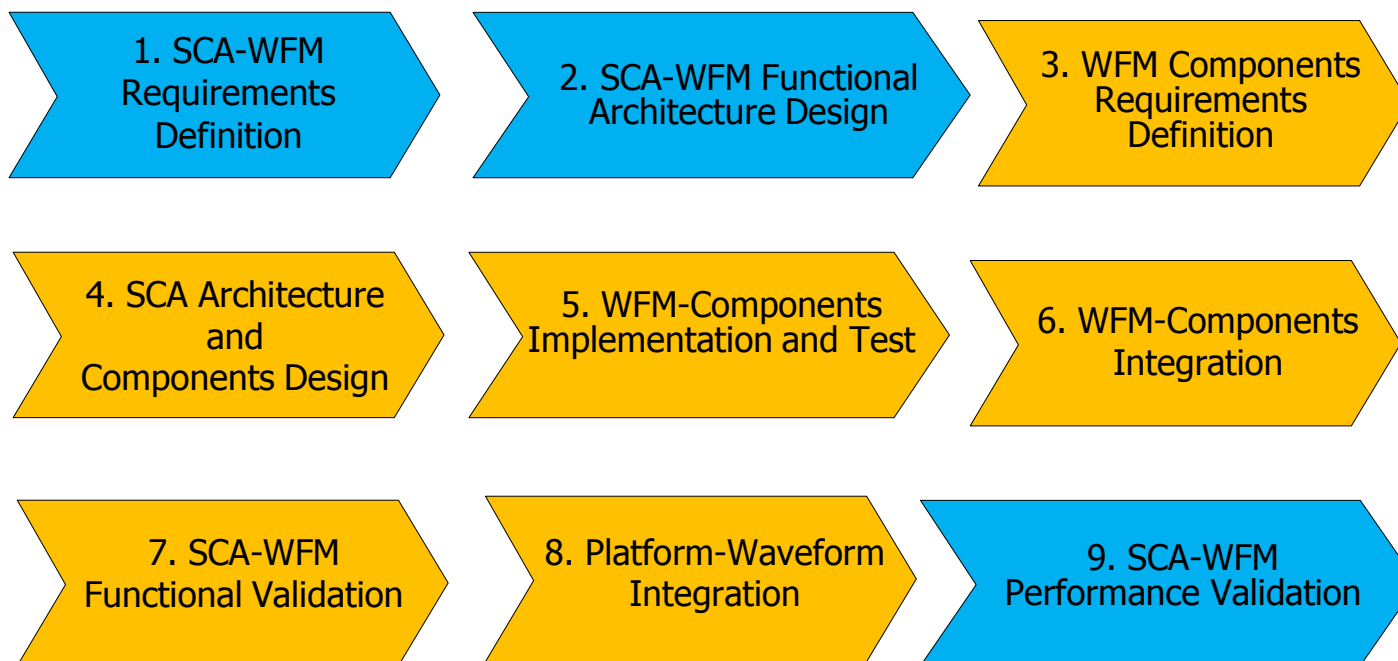 1. SCA-WFM
Requirements
Definition
2. SCA-WFM Functional
Architecture Design
3. WFM Components
Requirements
Definition
4. SCA Architecture
and
Components Design
5. WFM-Components
Implementation and Test
6. WFM-Components
Integration
7. SCA-WFM
Functional Validation
8. Platform-Waveform
Integration
9. SCA-WFM
Performance Validation